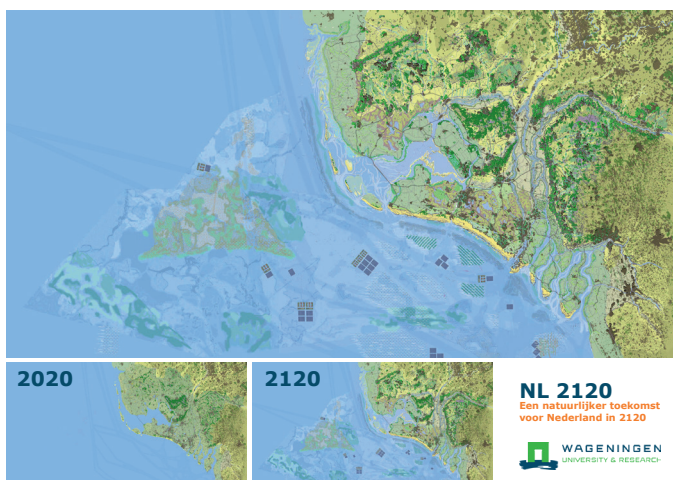 2020
2120
NL 2120
Een natuurlijker toekomst
voor Nederland in 2120
WAGENINGEN
UNIVERSITY & RESEARCH